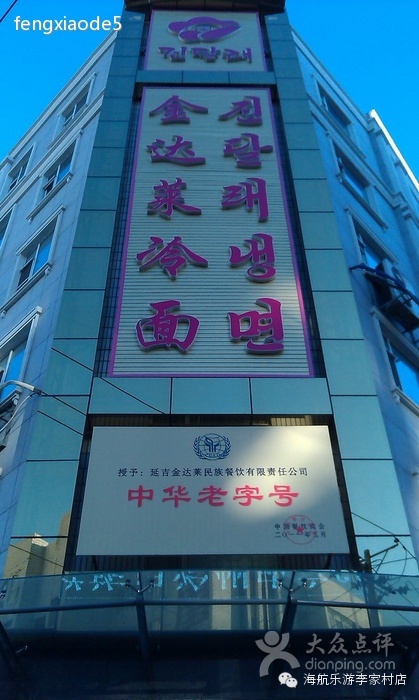 fengxiaode5
진달래
金达莱冷面
진달래냉면
授予：延吉金达莱民族餐饮有限责任公司
中华老字号
大众点评
dianping.com
海航乐游李家村店